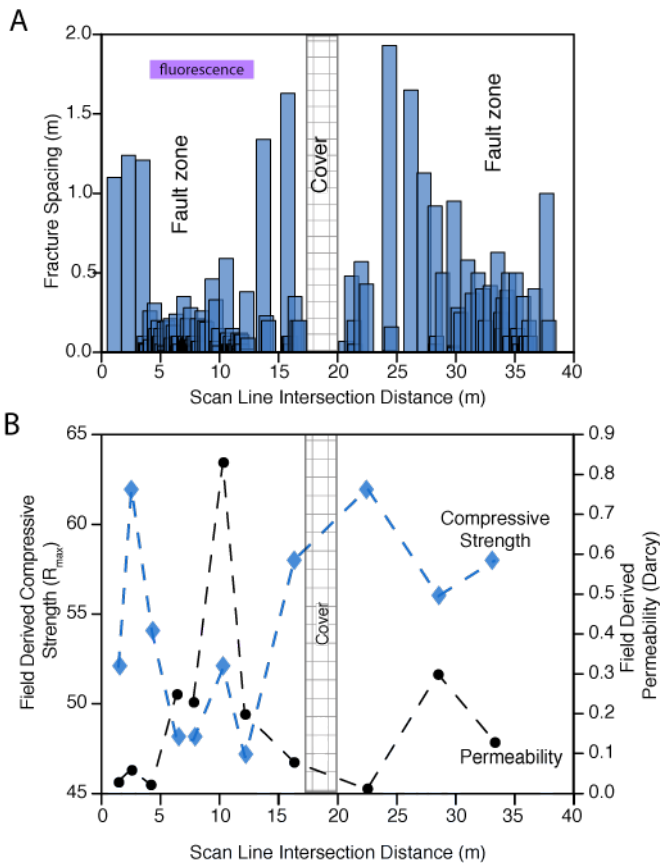 A
fluorescence
Fracture Spacing (m)
2.0
1.5
1.0
0.5
0.0
Fault zone
Cover
Fault zone
0 5 10 15 20 25 30 35 40
Scan Line Intersection Distance (m)
B
Field Derived Compressive
Strength (Rmax)
65
60
55
50
45
Cover
Compressive
Strength
Permeability
0.9
0.8
0.7
0.6
0.5
0.4
0.3
0.2
0.1
0.0
Field Derived
Permeability (Darcy)
0 5 10 15 20 25 30 35 40
Scan Line Intersection Distance (m)